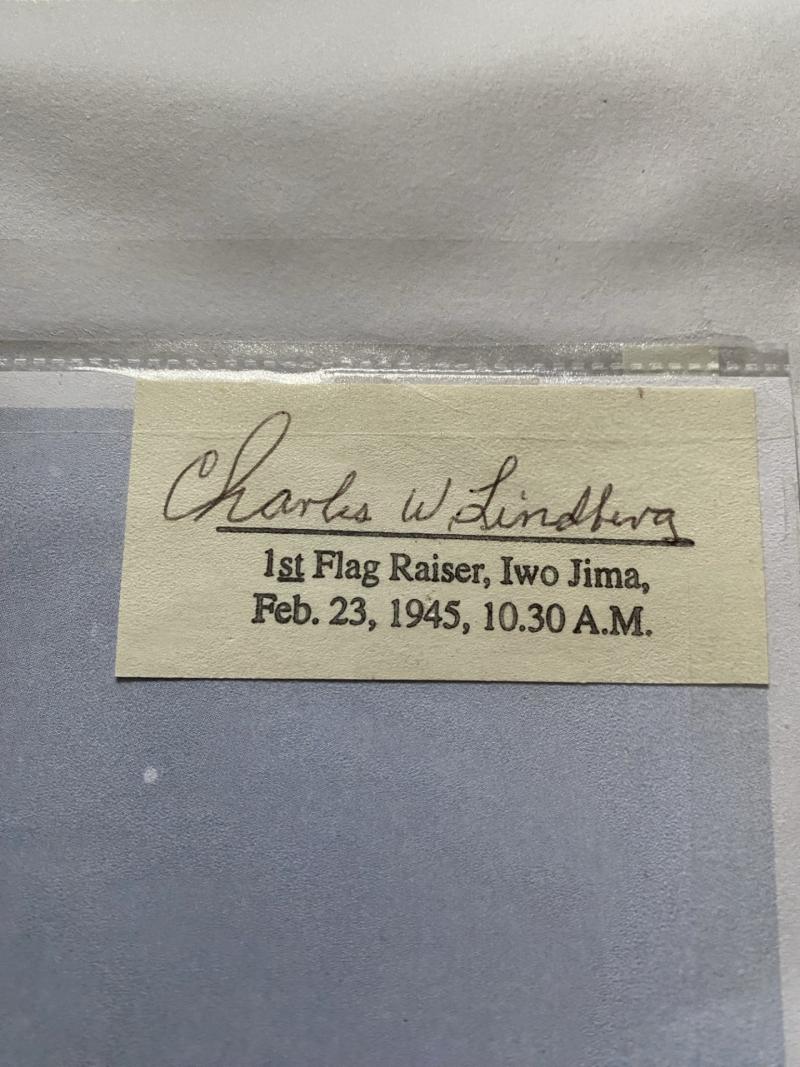 Charles W. Lindberg
1st Flag Raiser, Iwo Jima,
Feb. 23, 1945, 10.30 A.M.